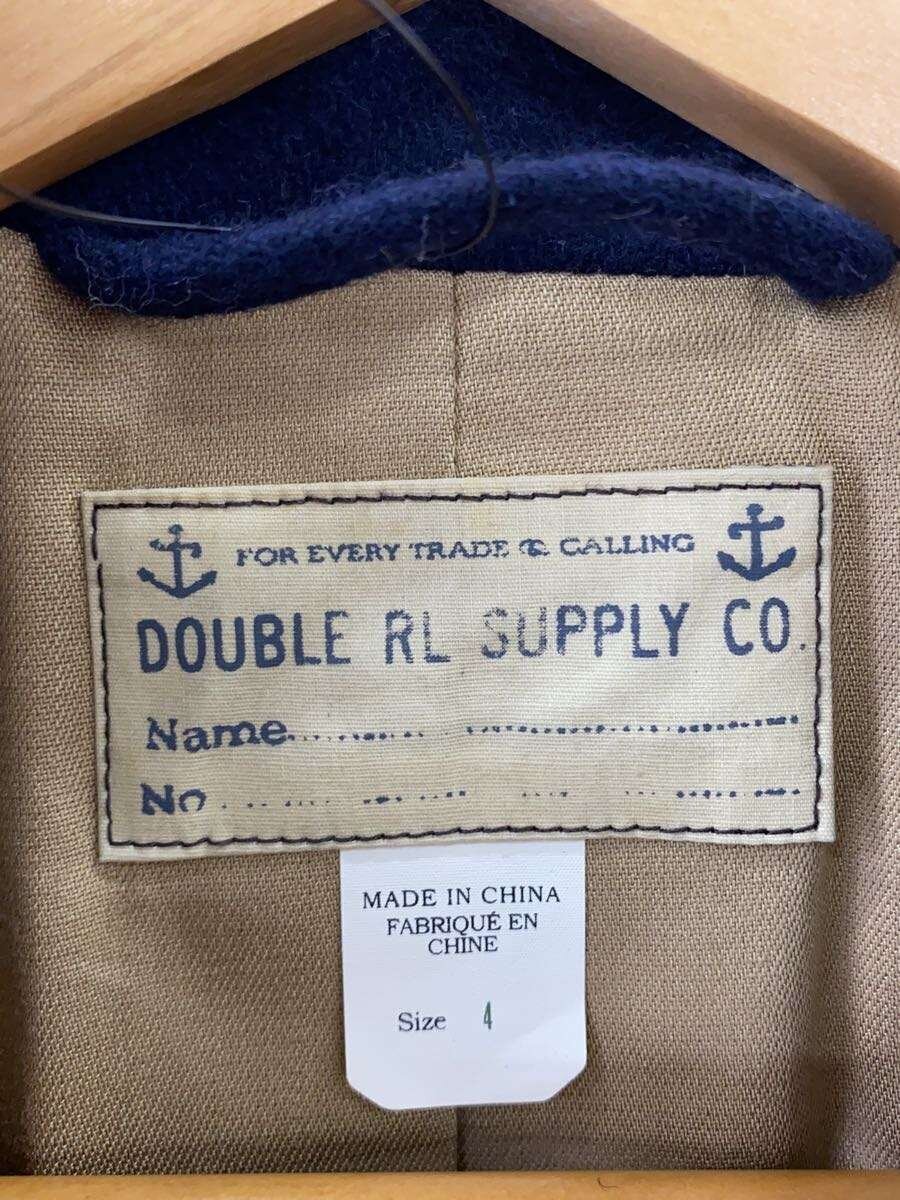 FOR EVERY TRADE & CALLING
DOUBLE RL SUPPLY CO.
Name
No
MADE IN CHINA
FABRIQUÉ EN
CHINE
Size 4